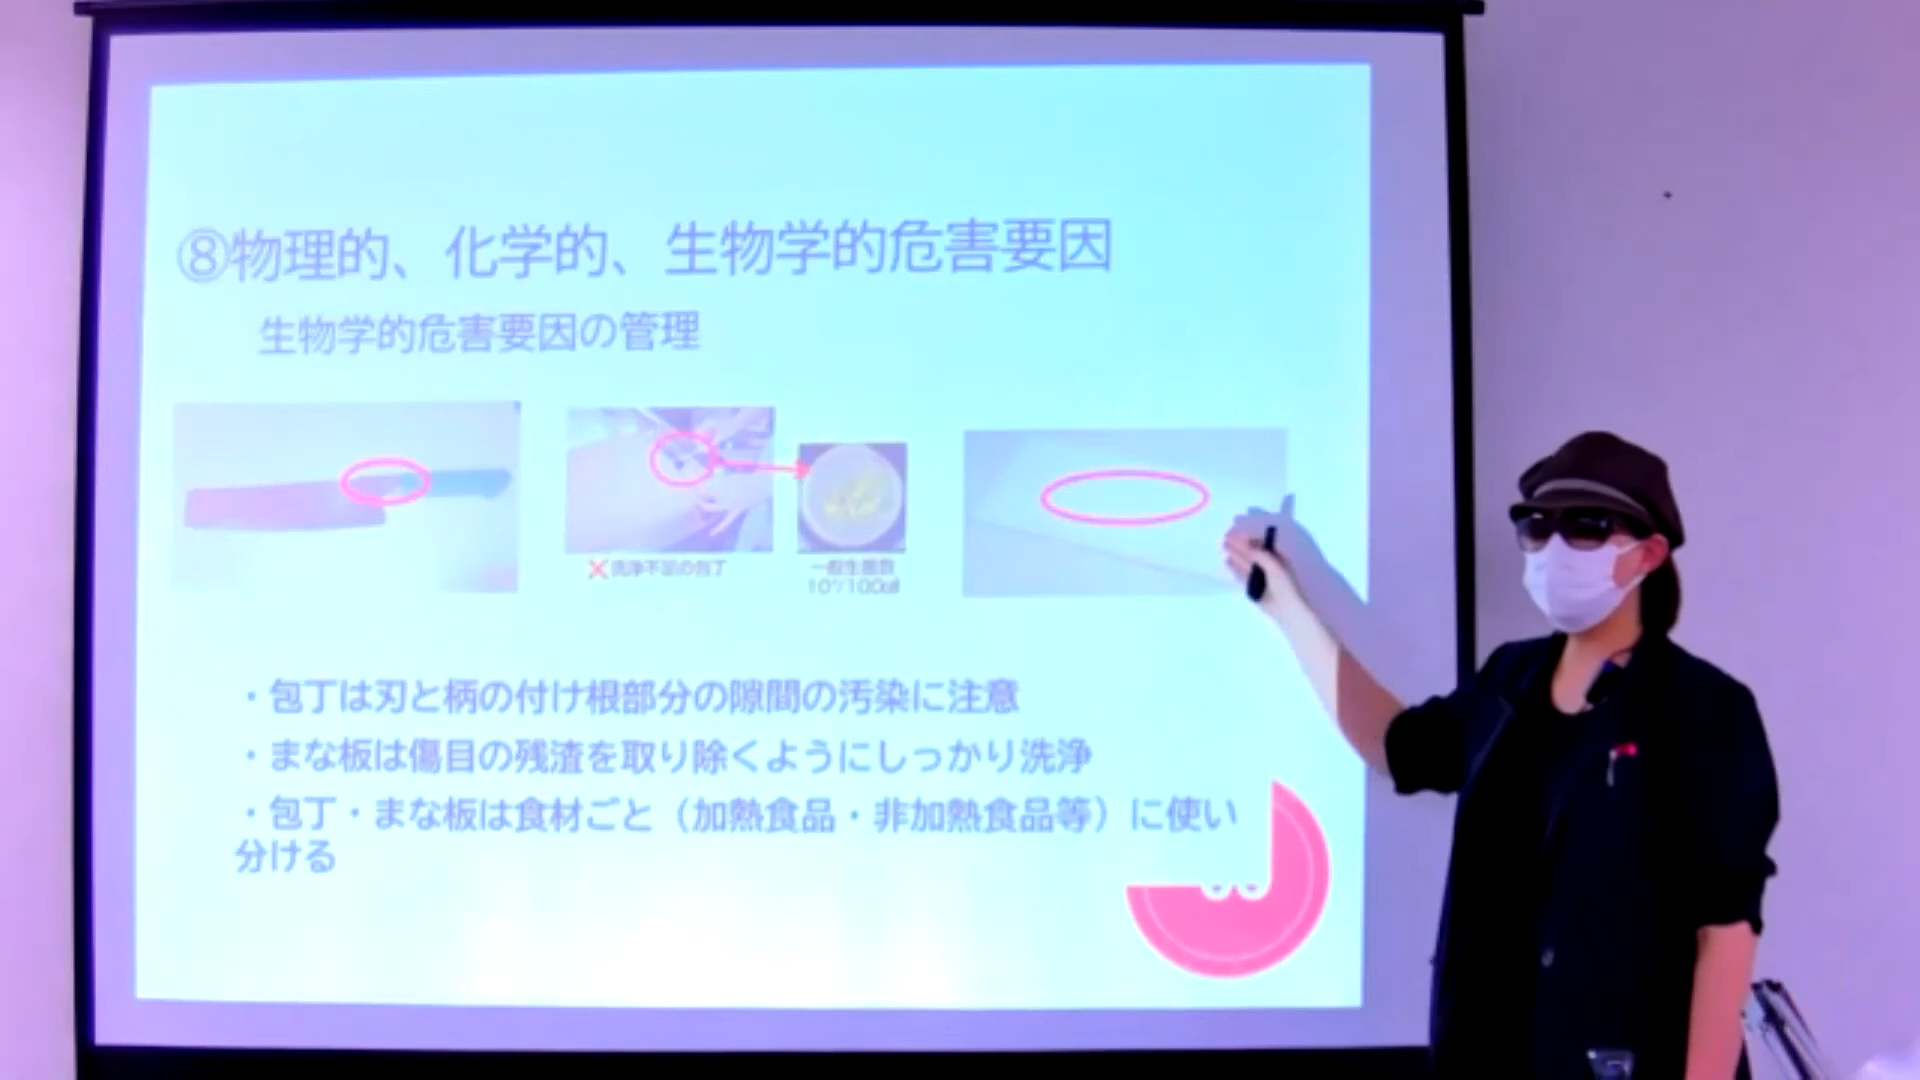 ⑧物理的、化学的、生物学的危害要因
生物学的危害要因の管理
洗浄不足の包丁
一般生菌数
・包丁は刃と柄の付け根部分の隙間の汚染に注意
・まな板は傷目の残渣を取り除くようにしっかり洗浄
・包丁・まな板は食材ごと（加熱食品・非加熱食品等）に使い
分ける